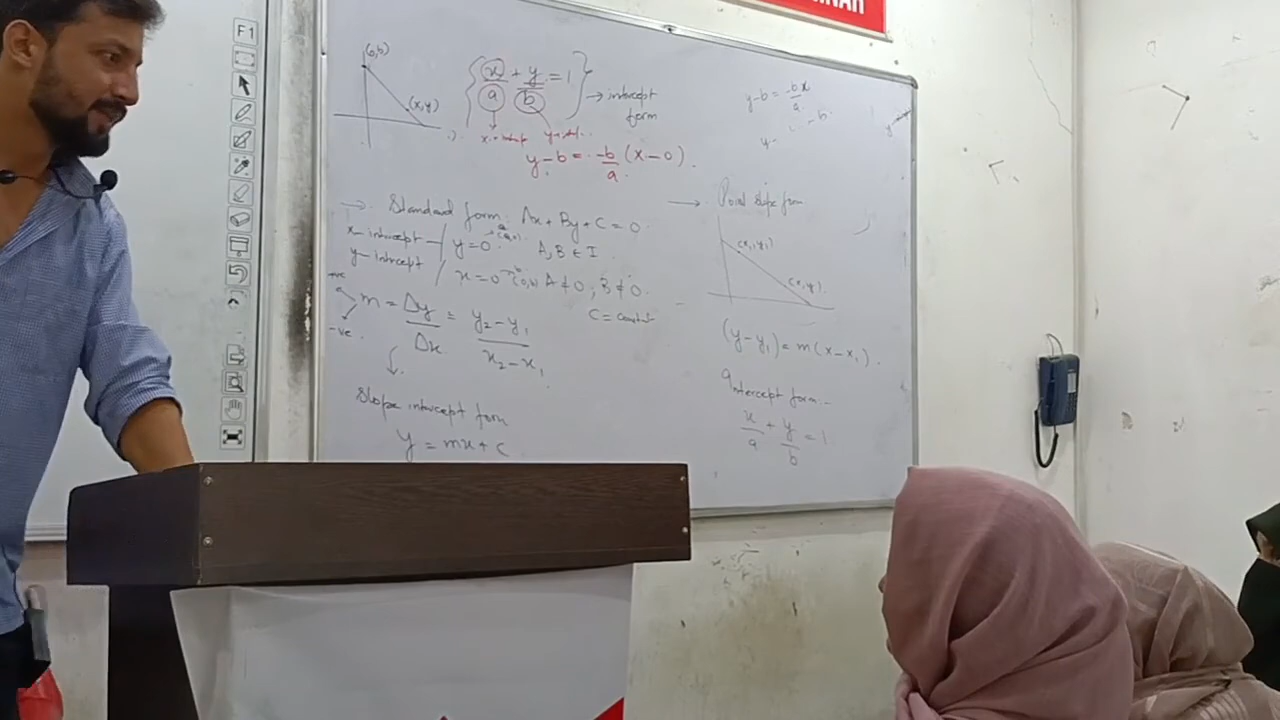 NAR
F1
(0,b)
(x,y)
x/a + y/b = 1 → intercept form
y-b = -b/a (x-0).
y-b = -bx/a
→ Standard form: Ax + By + C = 0
x-intercept y=0 A, B ∈ I
y-intercept x=0 (0,b) A ≠ 0, B ≠ 0.
C = constant
+ve
-ve.
m = Δy/Δx = y₂-y₁/x₂-x₁
Slope intercept form
y = mx + c
→ Point slope form
(x₁,y₁)
(x,y)
(y-y₁) = m(x-x₁).
Intercept form:-
x/a + y/b = 1